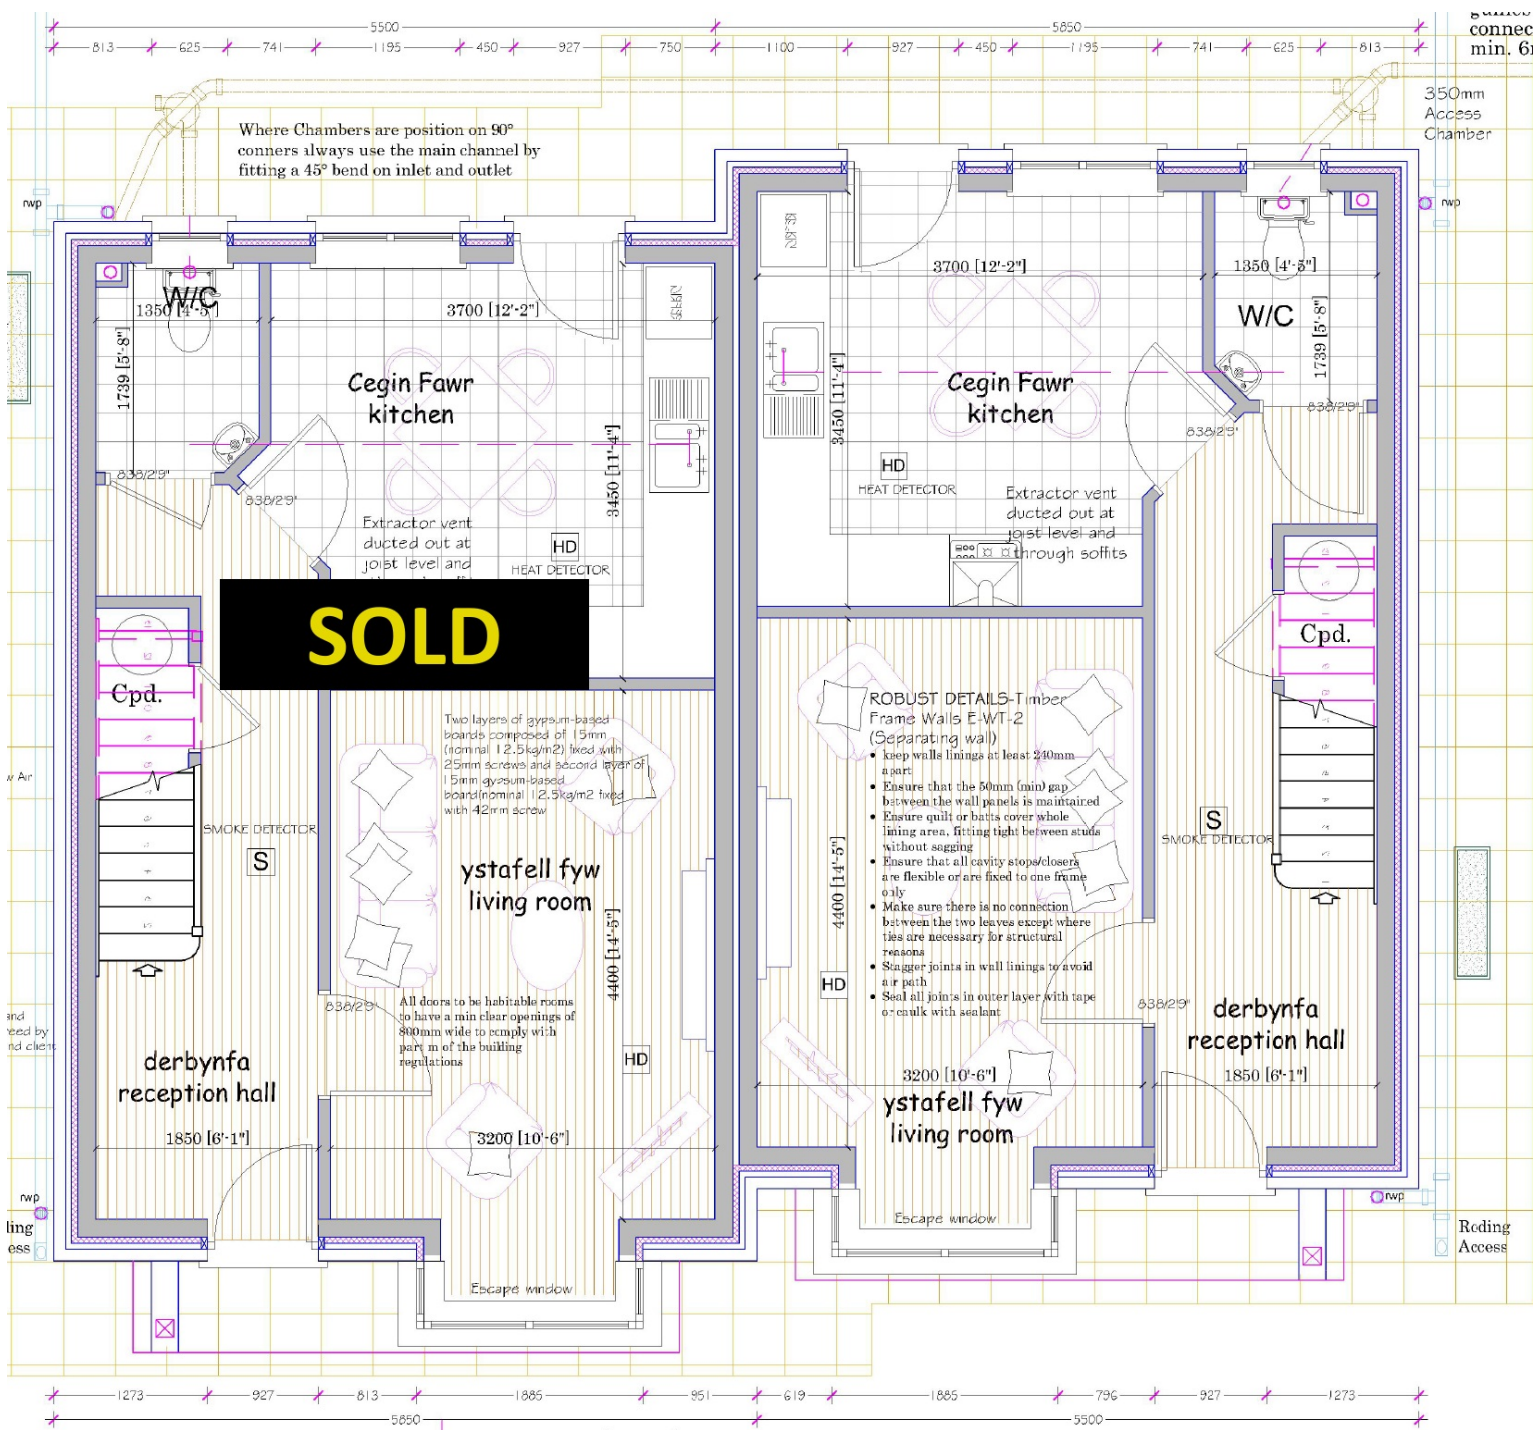 5500
5850
813
625
741
1195
450
927
750
1100
927
450
1195
741
625
813
connec
min. 6m
350mm
Access
Chamber
Where Chambers are position on 90°
conners always use the main channel by
fitting a 45° bend on inlet and outlet
rwp
rwp
W/C
1350 [4'-5"]
3700 [12'-2"]
1739 [5'-8"]
Cegin Fawr
kitchen
3450 [11'-4"]
838/2'9"
838/2'9"
Extractor vent
ducted out at
joist level and
HD
HEAT DETECTOR
3700 [12'-2"]
1350 [4'-5"]
W/C
1739 [5'-8"]
Cegin Fawr
kitchen
3450 [11'-4"]
838/2'9"
838/2'9"
HD
HEAT DETECTOR
Extractor vent
ducted out at
joist level and
through soffits
SOLD
Cpd.
Cpd.
Two layers of gypsum-based
boards composed of 15mm
(nominal 12.5kg/m2) fixed with
25mm screws and second layer of
15mm gypsum-based
board(nominal 12.5kg/m2 fixed
with 42mm screw
SMOKE DETECTOR
S
ystafell fyw
living room
4400 [14'-5"]
All doors to be habitable rooms
to have a min clear openings of
800mm wide to comply with
part m of the building
regulations
838/2'9"
HD
derbynfa
reception hall
1850 [6'-1"]
3200 [10'-6"]
ROBUST DETAILS-Timber
Frame Walls E-WT-2
(Separating wall)
• keep walls linings at least 240mm
apart
• Ensure that the 50mm (min) gap
between the wall panels is maintained
• Ensure quilt or batts cover whole
lining area, fitting tight between studs
without sagging
• Ensure that all cavity stops/closers
are flexible or are fixed to one frame
only
• Make sure there is no connection
between the two leaves except where
ties are necessary for structural
reasons
• Stagger joints in wall linings to avoid
air path
• Seal all joints in outer layer with tape
or caulk with sealant
4400 [14'-5"]
HD
S
SMOKE DETECTOR
838/2'9"
derbynfa
reception hall
3200 [10'-6"]
1850 [6'-1"]
ystafell fyw
living room
Escape window
Escape window
w Air
and
reed by
nd client
rwp
ling
ess
rwp
Roding
Access
1273
927
813
1885
951
619
1885
796
927
1273
5850
5500